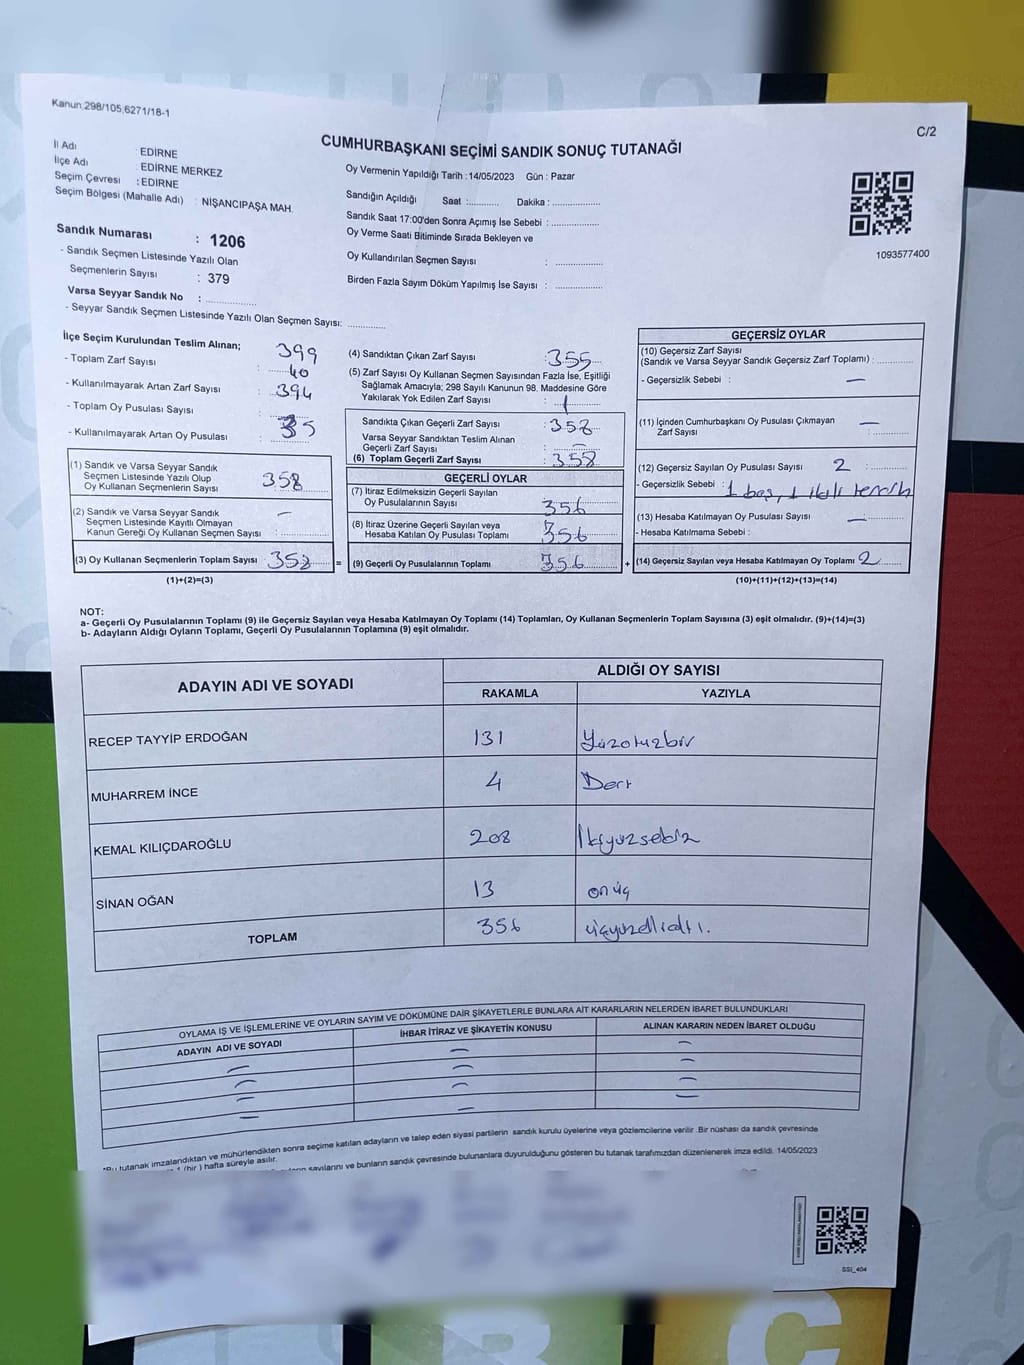 Kanun:298/105,6271/18-1
C/2
CUMHURBAŞKANI SEÇİMİ SANDIK SONUÇ TUTANAĞI
İl Adı : EDİRNE
İlçe Adı : EDİRNE MERKEZ
Seçim Çevresi : EDİRNE
Seçim Bölgesi (Mahalle Adı) : NİŞANCIPAŞA MAH.
Oy Vermenin Yapıldığı Tarih : 14/05/2023 Gün : Pazar
Sandığın Açıldığı Saat :........... Dakika : ................
Sandık Saat 17:00'den Sonra Açımış İse Sebebi : ................
Oy Verme Saati Bitiminde Sırada Bekleyen ve
Oy Kullandırılan Seçmen Sayısı : ................
Birden Fazla Sayım Döküm Yapılmış İse Sayısı : ................
1093577400
Sandık Numarası : 1206
- Sandık Seçmen Listesinde Yazılı Olan
Seçmenlerin Sayısı : 379
Varsa Seyyar Sandık No : ................
- Seyyar Sandık Seçmen Listesinde Yazılı Olan Seçmen Sayısı: ............
İlçe Seçim Kurulundan Teslim Alınan;
- Toplam Zarf Sayısı : 399
- Kullanılmayarak Artan Zarf Sayısı : 40
- Toplam Oy Pusulası Sayısı : 394
- Kullanılmayarak Artan Oy Pusulası : 35
(1) Sandık ve Varsa Seyyar Sandık
Seçmen Listesinde Yazılı Olup
Oy Kullanan Seçmenlerin Sayısı 358
(2) Sandık ve Varsa Seyyar Sandık
Seçmen Listesinde Kayıtlı Olmayan
Kanun Gereği Oy Kullanan Seçmen Sayısı : –
(3) Oy Kullanan Seçmenlerin Toplam Sayısı : 358 =
(1)+(2)=(3)
(4) Sandıktan Çıkan Zarf Sayısı : 355
(5) Zarf Sayısı Oy Kullanan Seçmen Sayısından Fazla İse, Eşitliği
Sağlamak Amacıyla; 298 Sayılı Kanunun 98. Maddesine Göre
Yakılarak Yok Edilen Zarf Sayısı : 1
Sandıkta Çıkan Geçerli Zarf Sayısı : 358
Varsa Seyyar Sandıktan Teslim Alınan
Geçerli Zarf Sayısı : –
(6) Toplam Geçerli Zarf Sayısı : 358
GEÇERLİ OYLAR
(7) İtiraz Edilmeksizin Geçerli Sayılan
Oy Pusulalarının Sayısı 356
(8) İtiraz Üzerine Geçerli Sayılan veya
Hesaba Katılan Oy Pusulası Toplamı 356
(9) Geçerli Oy Pusulalarının Toplamı 356 +
GEÇERSİZ OYLAR
(10) Geçersiz Zarf Sayısı
(Sandık ve Varsa Seyyar Sandık Geçersiz Zarf Toplamı) : ............
- Geçersizlik Sebebi : –
(11) İçinden Cumhurbaşkanı Oy Pusulası Çıkmayan
Zarf Sayısı : –
(12) Geçersiz Sayılan Oy Pusulası Sayısı : 2
- Geçersizlik Sebebi : 1 boş, 1 ikili tercih
(13) Hesaba Katılmayan Oy Pusulası Sayısı : –
- Hesaba Katılmama Sebebi :
(14) Geçersiz Sayılan veya Hesaba Katılmayan Oy Toplamı : 2
(10)+(11)+(12)+(13)=(14)
NOT:
a- Geçerli Oy Pusulalarının Toplamı (9) ile Geçersiz Sayılan veya Hesaba Katılmayan Oy Toplamı (14) Toplamları, Oy Kullanan Seçmenlerin Toplam Sayısına (3) eşit olmalıdır. (9)+(14)=(3)
b- Adayların Aldığı Oyların Toplamı, Geçerli Oy Pusulalarının Toplamına (9) eşit olmalıdır.
ADAYIN ADI VE SOYADI ALDIĞI OY SAYISI
RAKAMLA YAZIYLA
RECEP TAYYİP ERDOĞAN 131 Yüzotuzbir
MUHARREM İNCE 4 Dört
KEMAL KILIÇDAROĞLU 208 İkiyüzsekiz
SİNAN OĞAN 13 onüç
TOPLAM 356 üçyüzellialtı.
OYLAMA İŞ VE İŞLEMLERİNE VE OYLARIN SAYIM VE DÖKÜMÜNE DAİR ŞİKAYETLERLE BUNLARA AİT KARARLARIN NELERDEN İBARET BULUNDUKLARI
ADAYIN ADI VE SOYADI İHBAR İTİRAZ VE ŞİKAYETİN KONUSU ALINAN KARARIN NEDEN İBARET OLDUĞU
*Bu tutanak imzalandıktan ve mühürlendikten sonra seçime katılan adayların ve talep eden siyasi partilerin sandık kurulu üyelerine veya gözlemcilerine verilir. Bir nüshası da sandık çevresinde
1 (bir) hafta süreyle asılır.
sayılarını ve bunların sandık çevresinde bulunanlara duyurulduğunu gösteren bu tutanak tarafımızdan düzenlenerek imza edildi. 14/05/2023
SSİ_404